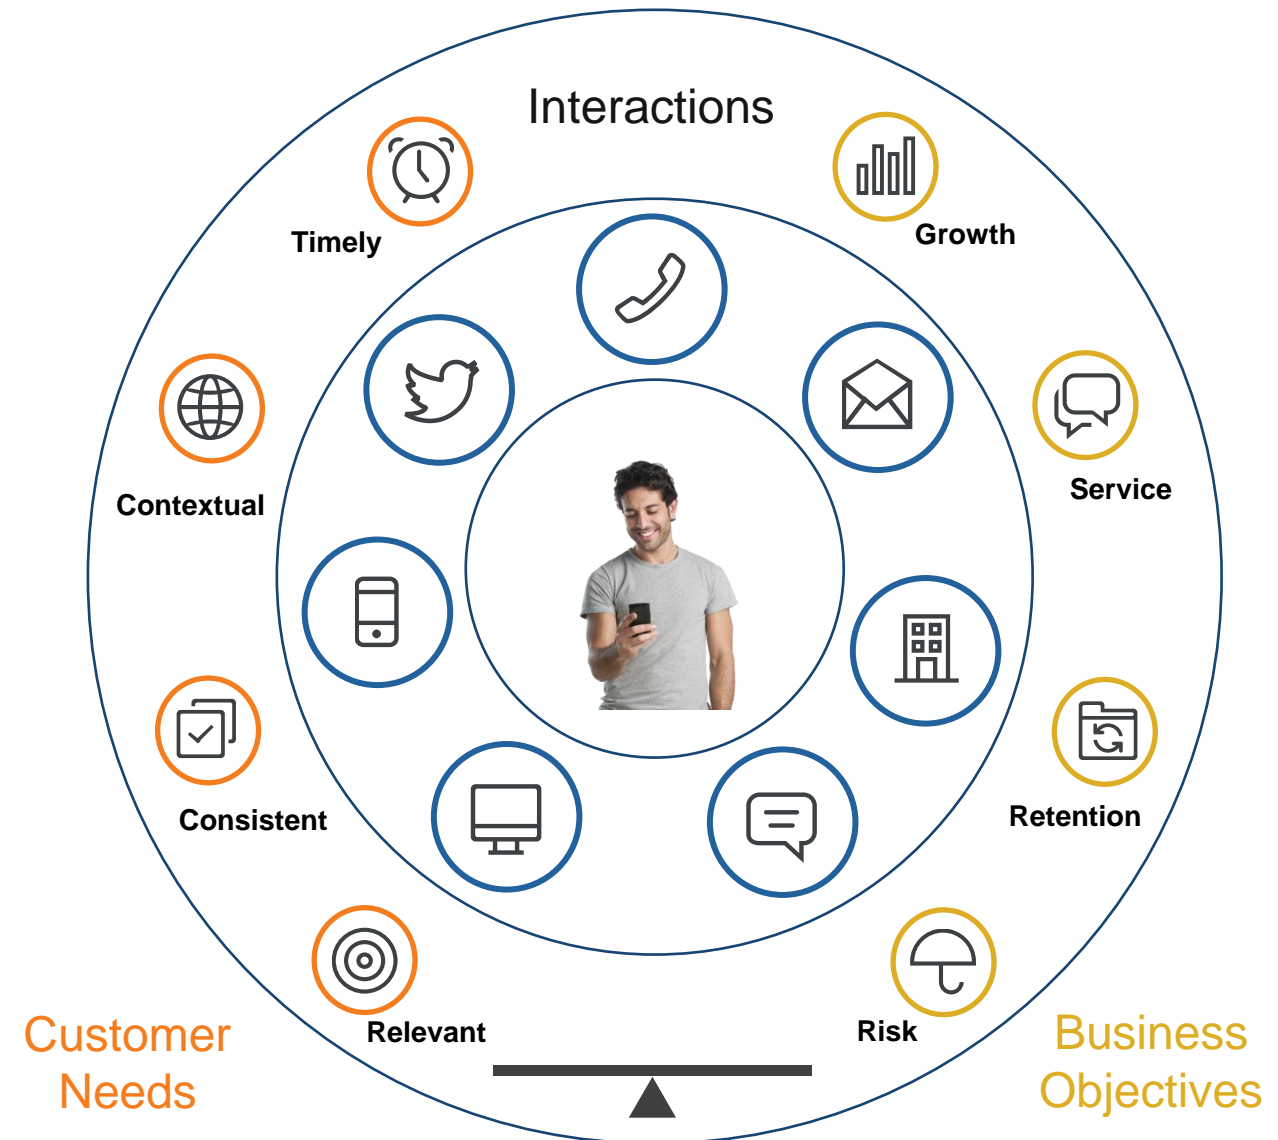 Interactions
Timely
Growth
Contextual
Service
Consistent
Retention
Relevant
Risk
Customer
Needs
Business
Objectives